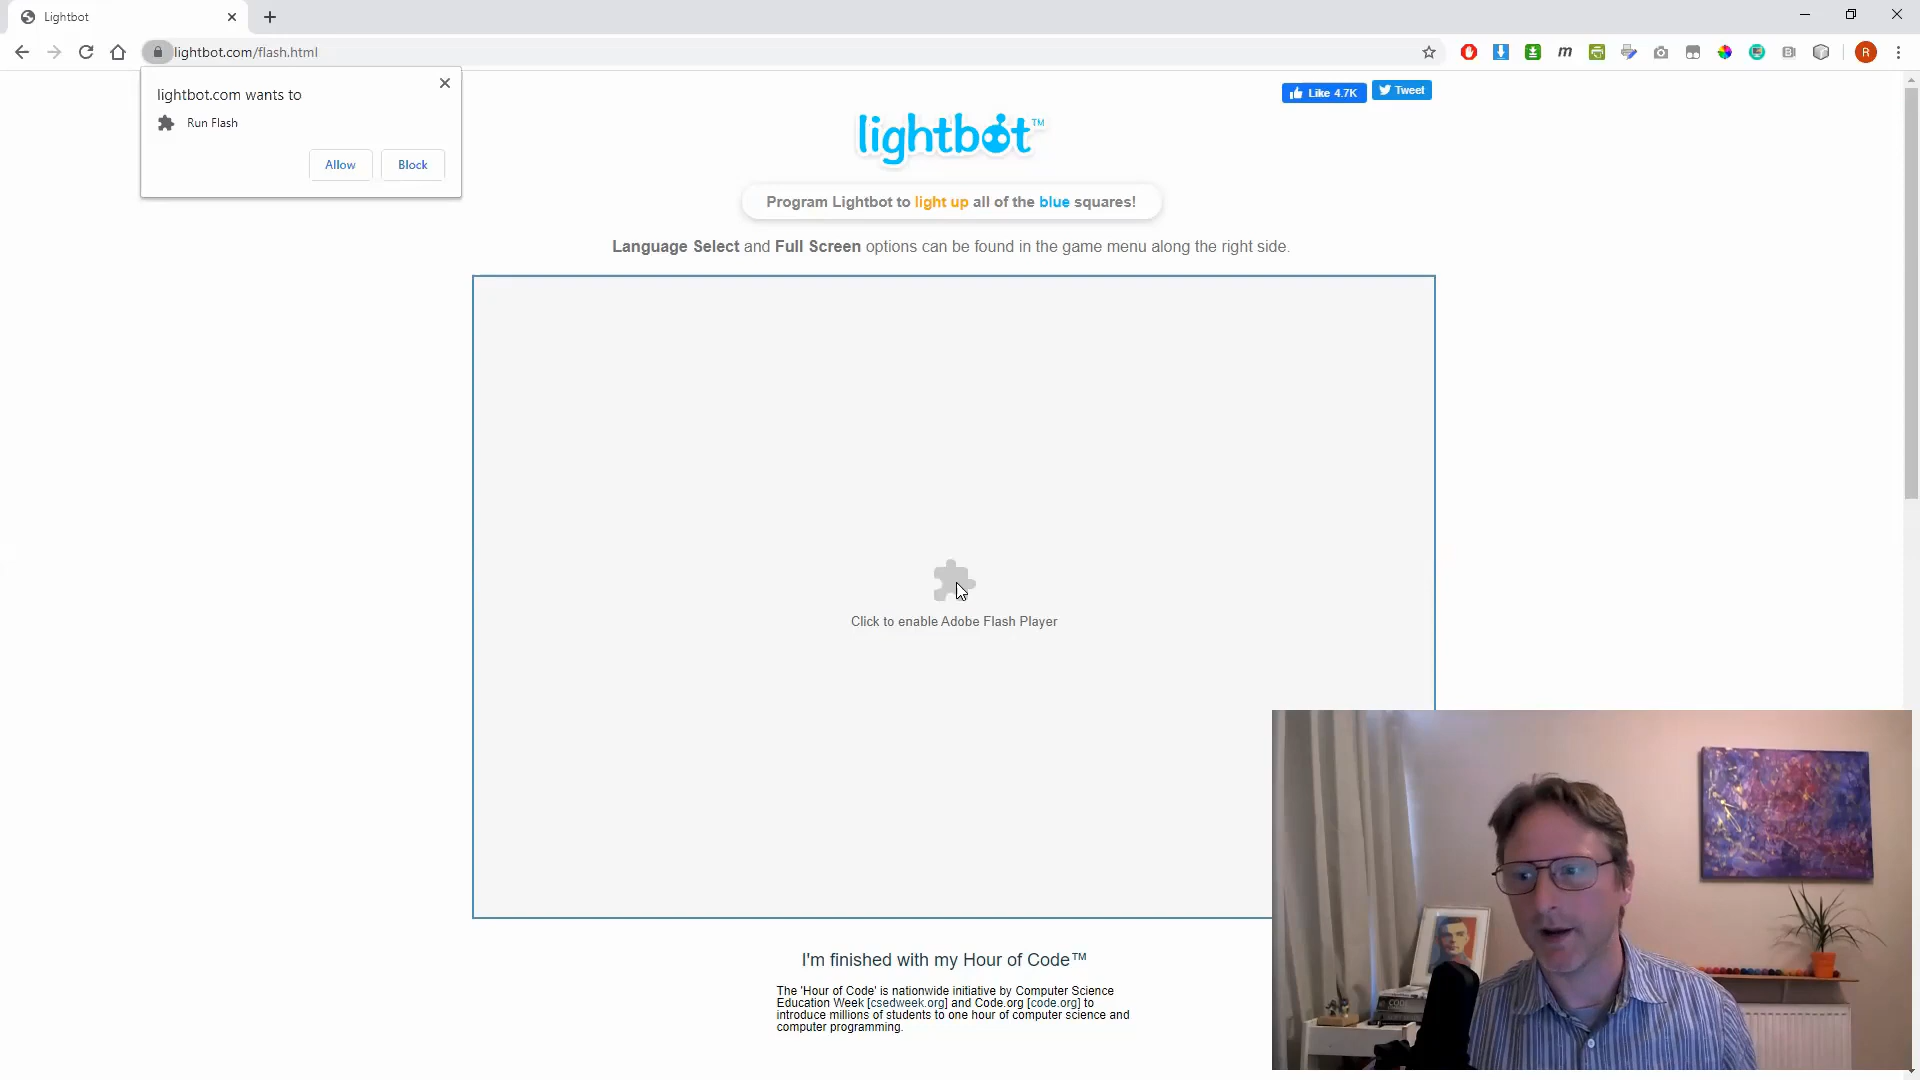 Lightbot
lightbot.com/flash.html
lightbot.com wants to
Run Flash
Allow
Block
Like 4.7K
Tweet
lightbot™
Program Lightbot to light up all of the blue squares!
Language Select and Full Screen options can be found in the game menu along the right side.
Click to enable Adobe Flash Player
I'm finished with my Hour of Code™
The 'Hour of Code' is nationwide initiative by Computer Science
Education Week [csedweek.org] and Code.org [code.org] to
introduce millions of students to one hour of computer science and
computer programming.